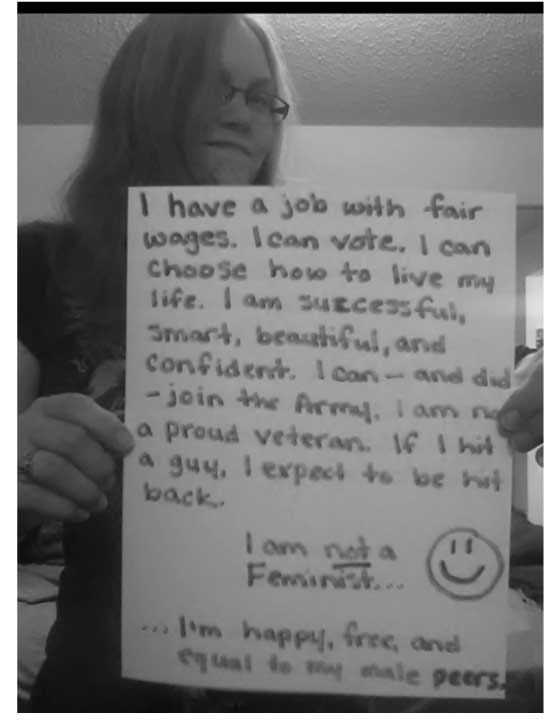 I have a job with fair
wages. I can vote. I can
choose how to live my
life. I am successful,
smart, beautiful, and
confident. I can – and did
– join the Army. I am
a proud veteran. If I hit
a guy, I expect to be hit
back.
I am not a
Feminist...
... I'm happy, free, and
equal to my male peers.